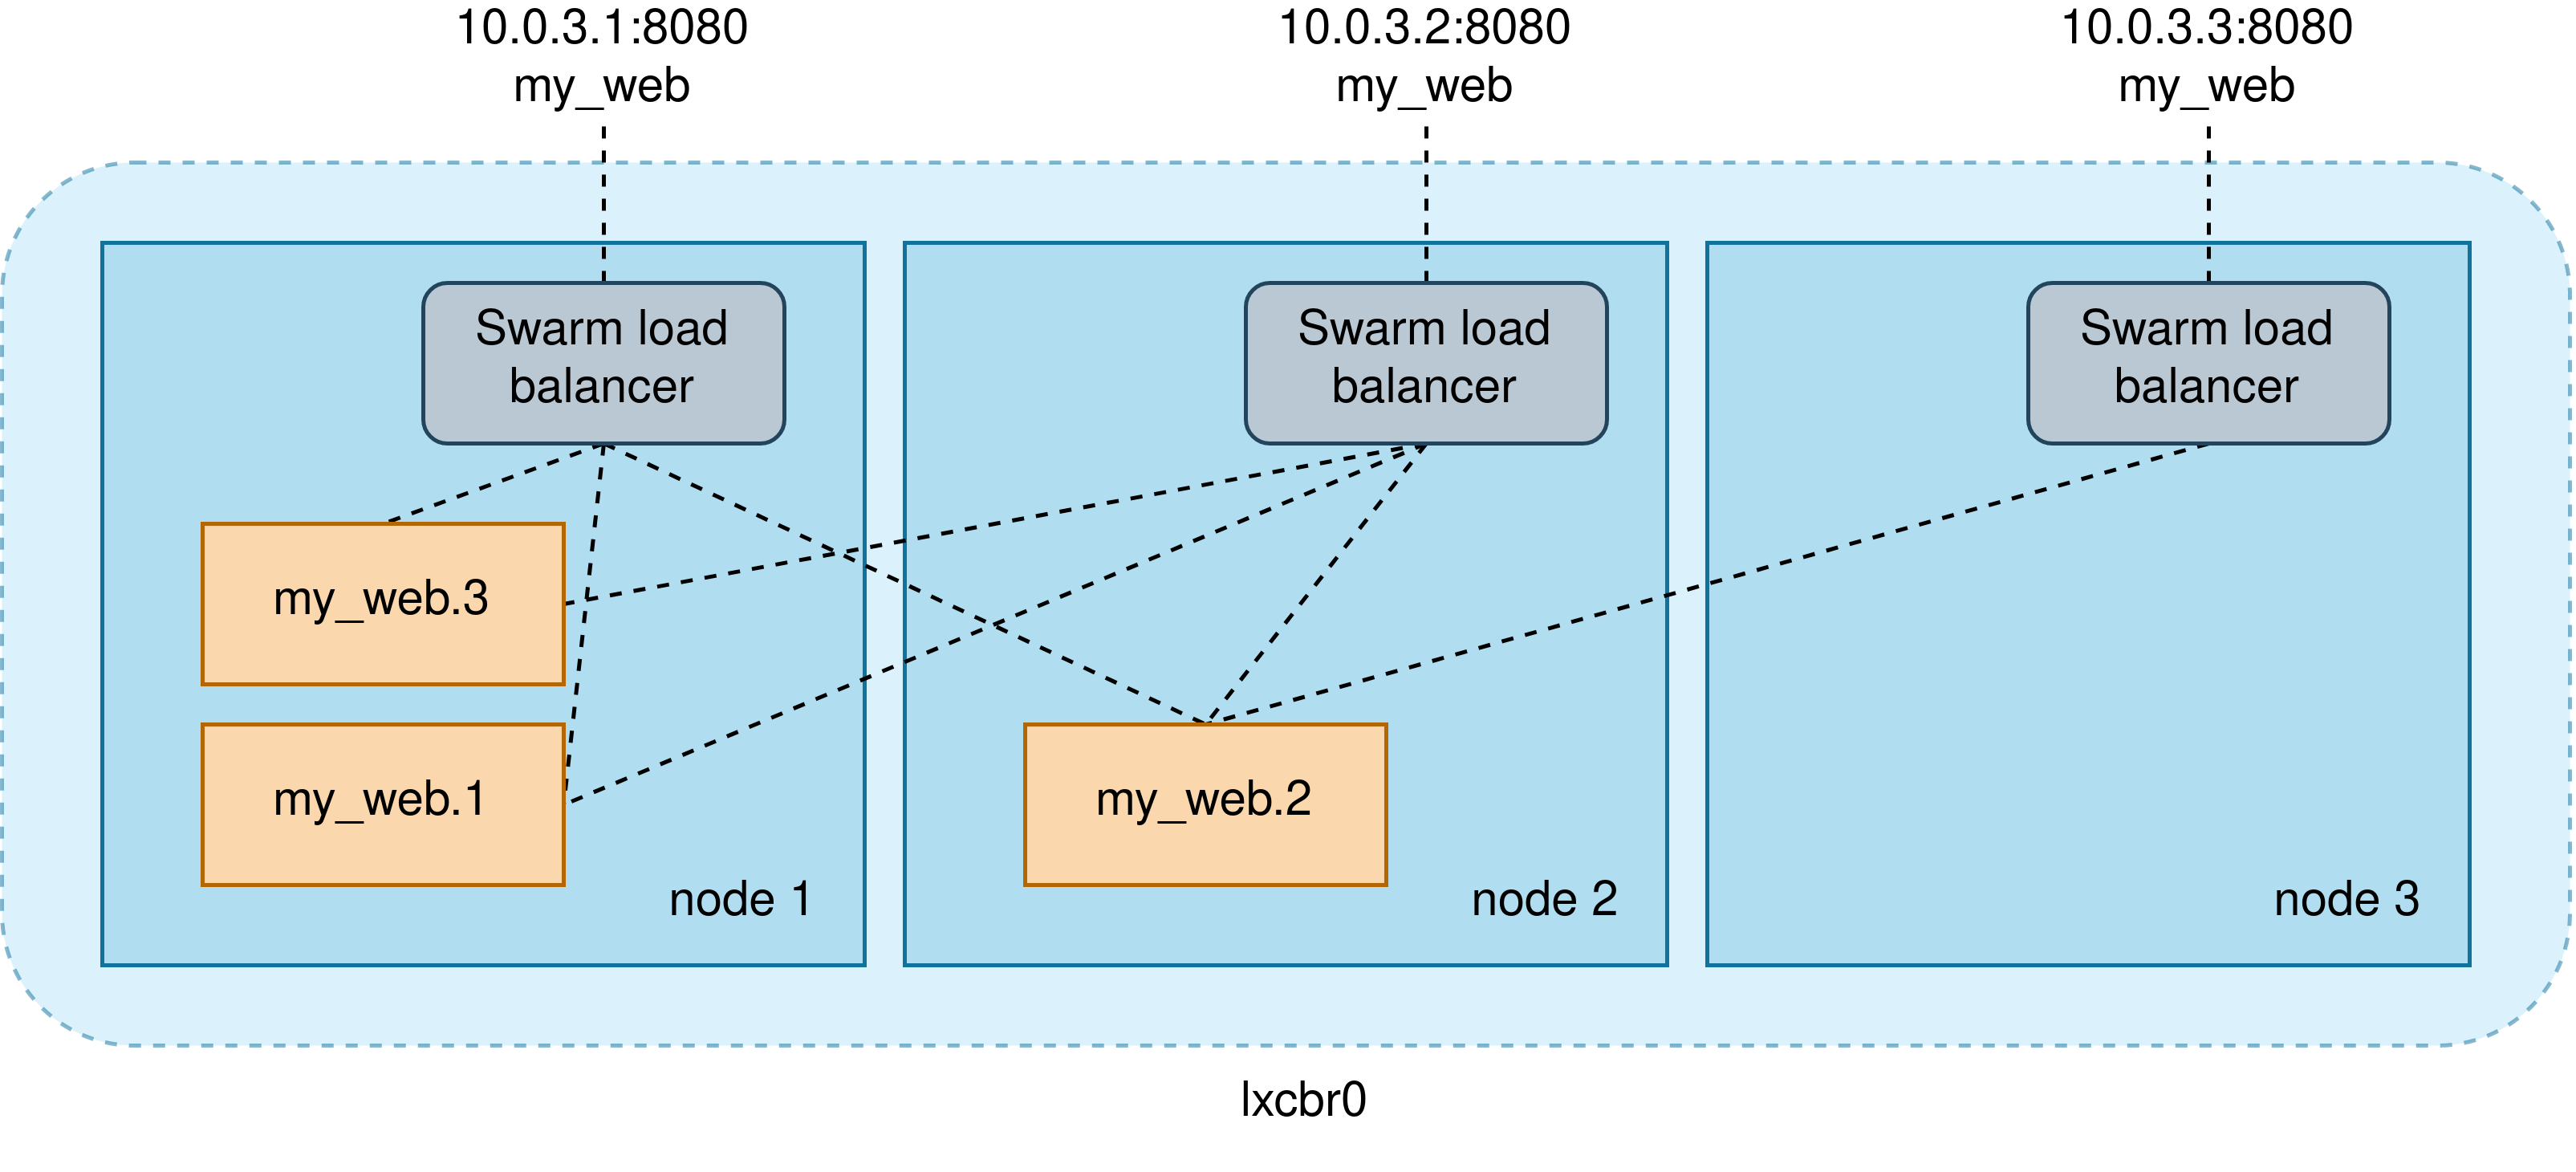 10.0.3.1:8080
my_web
10.0.3.2:8080
my_web
10.0.3.3:8080
my_web
Swarm load
balancer
Swarm load
balancer
Swarm load
balancer
my_web.3
my_web.1
my_web.2
node 1
node 2
node 3
lxcbr0